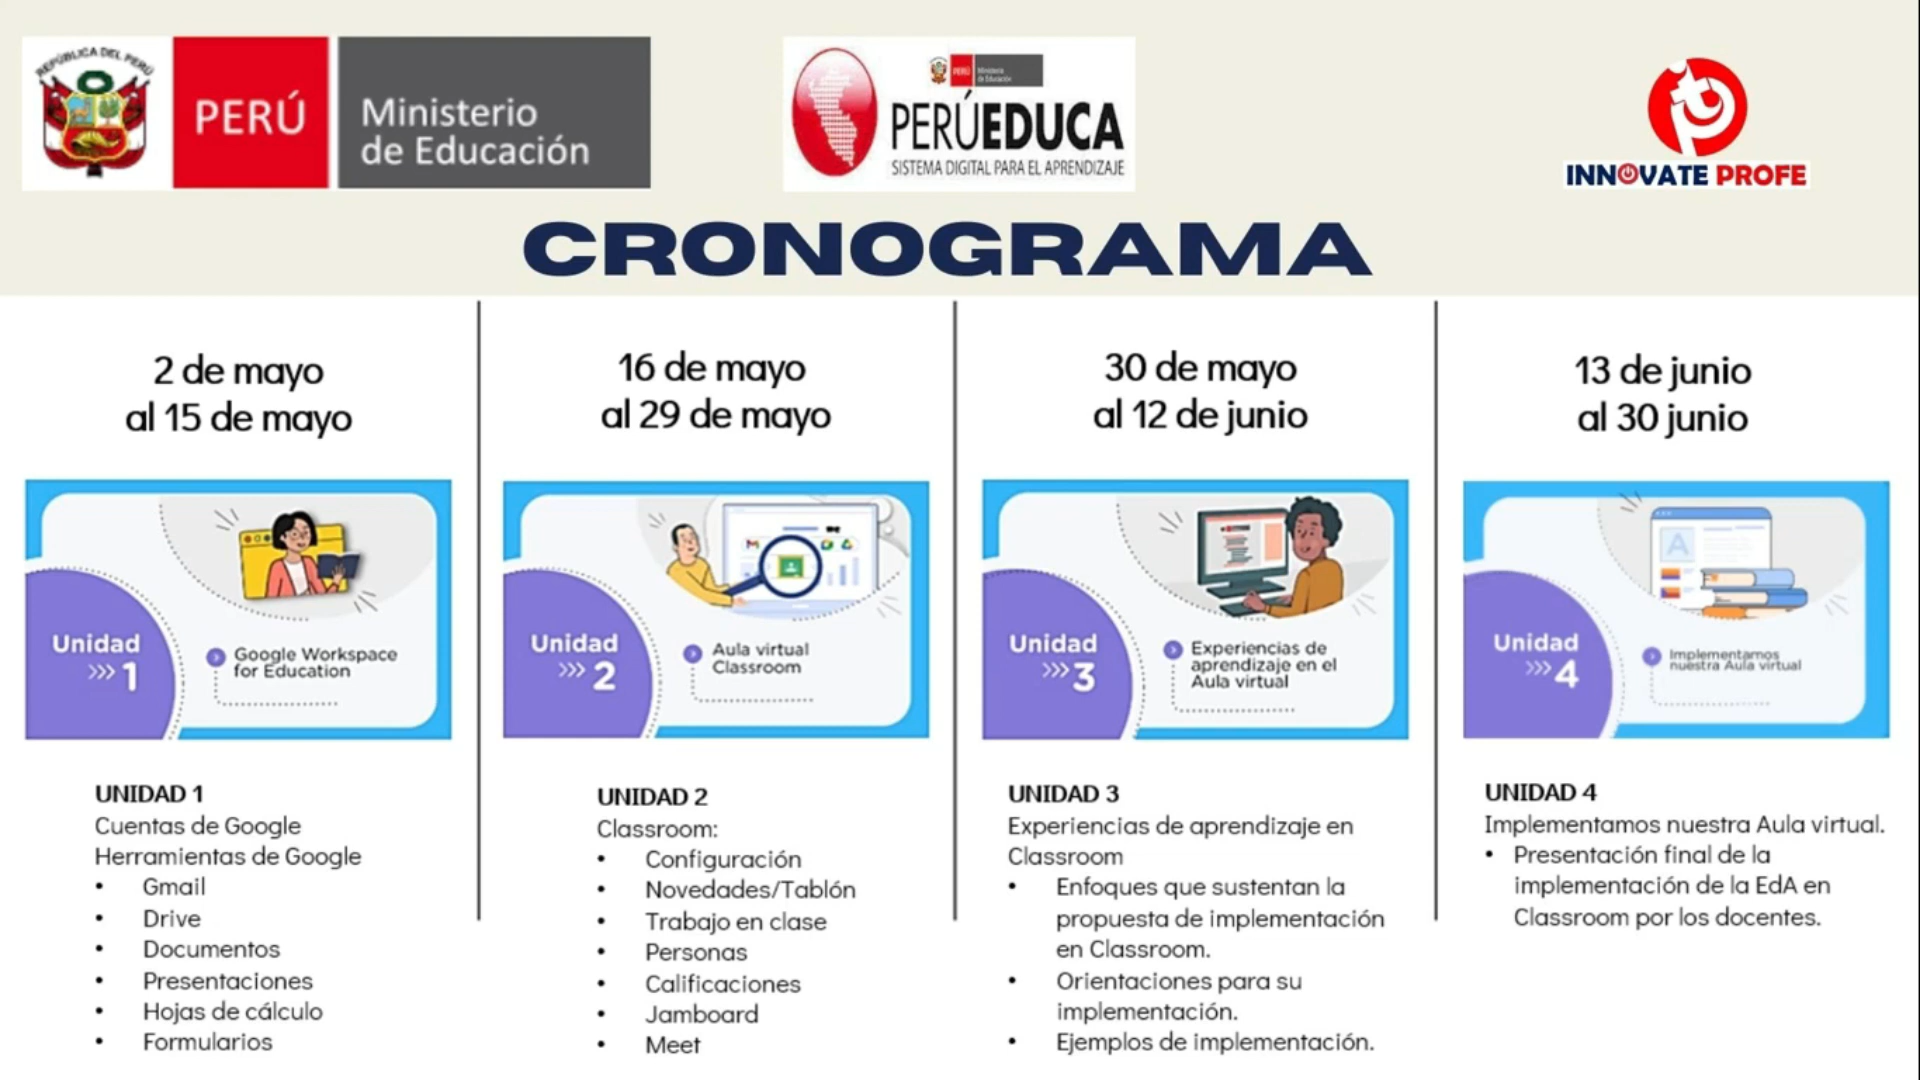 REPÚBLICA DEL PERÚ
PERÚ
Ministerio
de Educación
PERÚ
Ministerio
de Educación
PERÚEDUCA
SISTEMA DIGITAL PARA EL APRENDIZAJE
INNOVATE PROFE
CRONOGRAMA
2 de mayo
al 15 de mayo
Unidad
>>> 1
Google Workspace
for Education
UNIDAD 1
Cuentas de Google
Herramientas de Google
• Gmail
• Drive
• Documentos
• Presentaciones
• Hojas de cálculo
• Formularios
16 de mayo
al 29 de mayo
Unidad
>>> 2
Aula virtual
Classroom
UNIDAD 2
Classroom:
• Configuración
• Novedades/Tablón
• Trabajo en clase
• Personas
• Calificaciones
• Jamboard
• Meet
30 de mayo
al 12 de junio
Unidad
>>> 3
Experiencias de
aprendizaje en el
Aula virtual
UNIDAD 3
Experiencias de aprendizaje en
Classroom
• Enfoques que sustentan la
propuesta de implementación
en Classroom.
• Orientaciones para su
implementación.
• Ejemplos de implementación.
13 de junio
al 30 junio
A
Unidad
>>> 4
Implementamos
nuestra Aula virtual
UNIDAD 4
Implementamos nuestra Aula virtual.
• Presentación final de la
implementación de la EdA en
Classroom por los docentes.